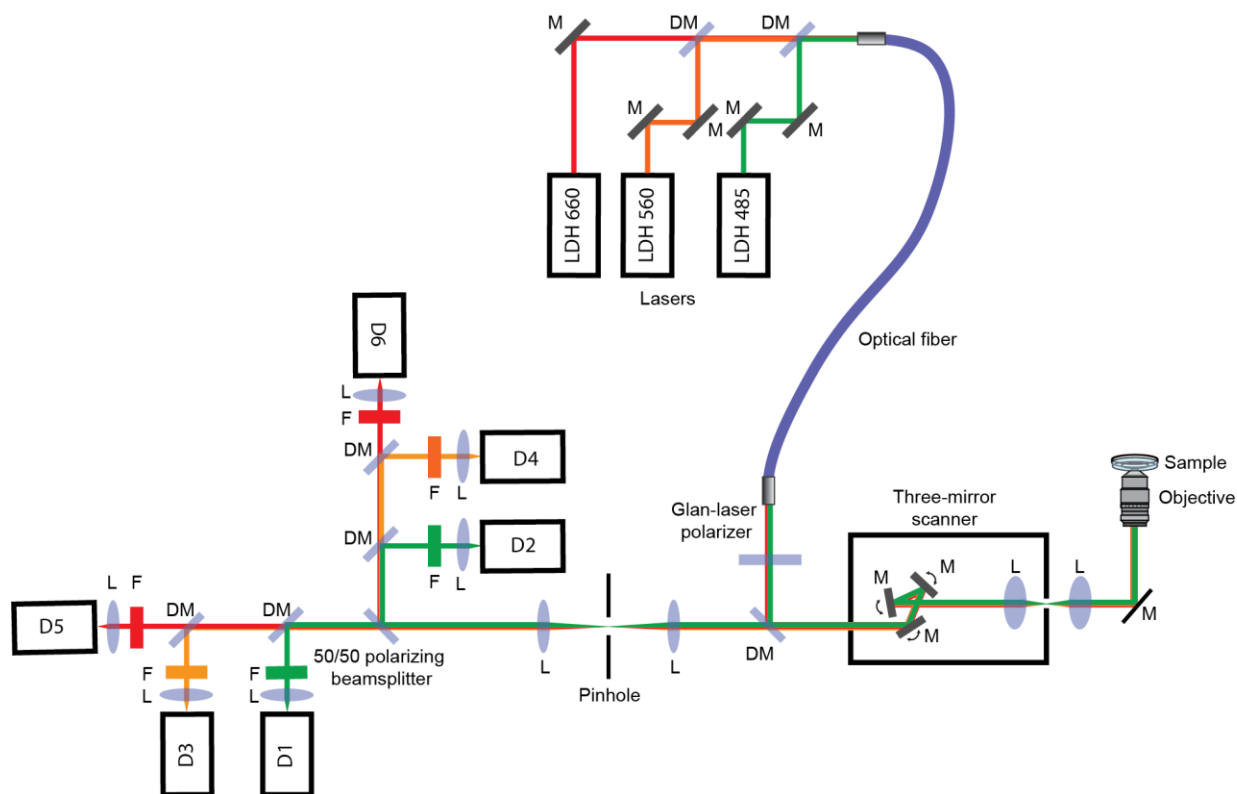 M
DM
DM
M
M
M
M
LDH 660
LDH 560
LDH 485
Lasers
Optical fiber
D6
L
F
DM
F
L
D4
DM
F
L
D2
Glan-laser
polarizer
Three-mirror
scanner
Sample
Objective
M
M
M
L
L
M
D5
L
F
DM
DM
50/50 polarizing
beamsplitter
L
Pinhole
L
DM
F
L
D3
F
L
D1